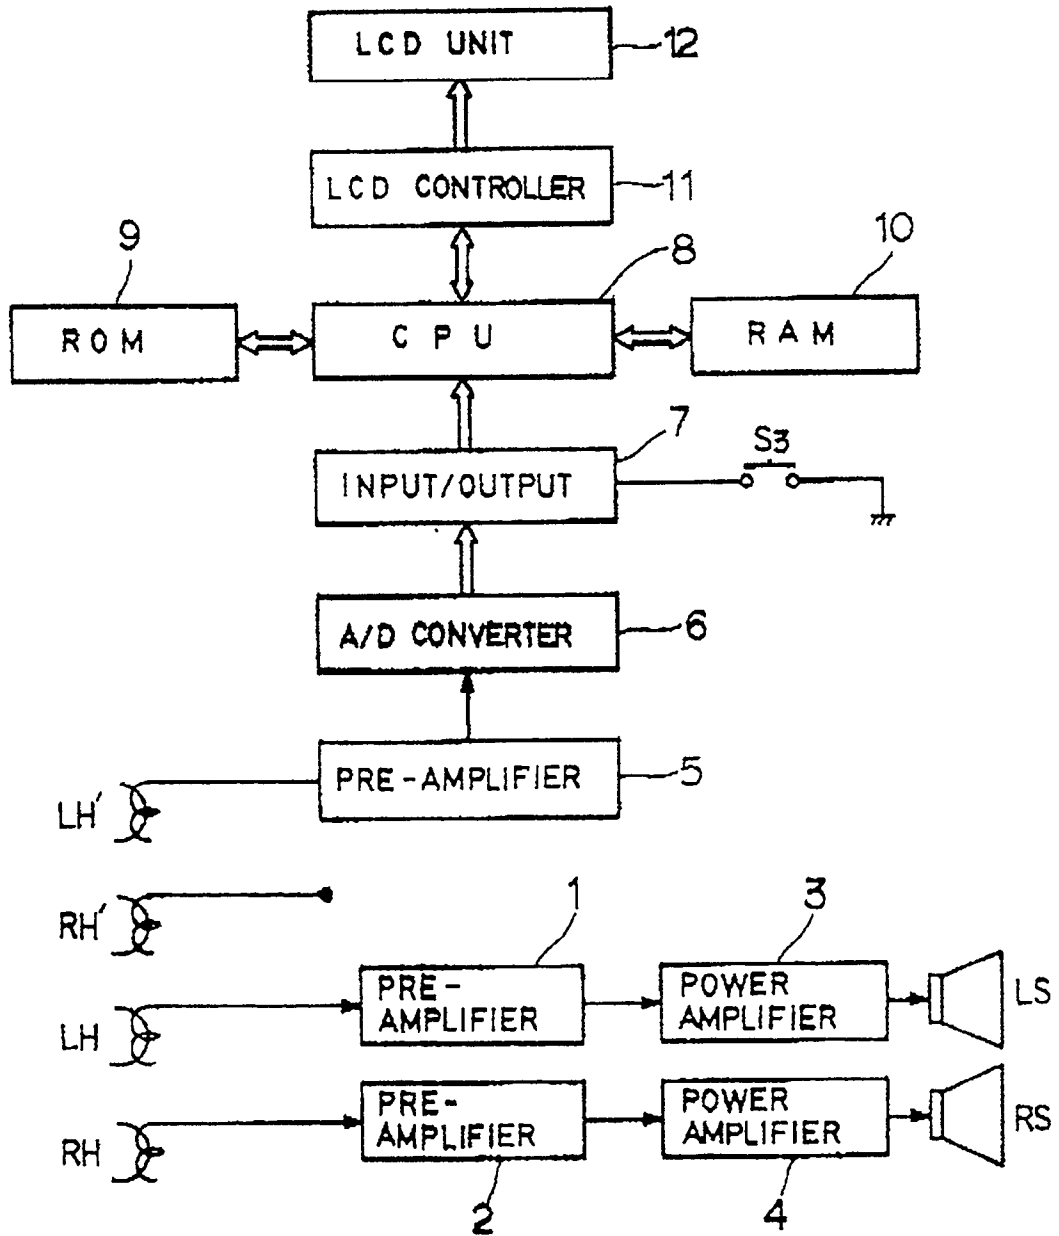 LCD UNIT
12
LCD CONTROLLER
11
9
8
10
ROM
CPU
RAM
7
S3
INPUT/OUTPUT
A/D CONVERTER
6
PRE-AMPLIFIER
5
LH'
RH'
1
3
LH
PRE-
AMPLIFIER
POWER
AMPLIFIER
LS
RH
PRE-
AMPLIFIER
POWER
AMPLIFIER
RS
2
4